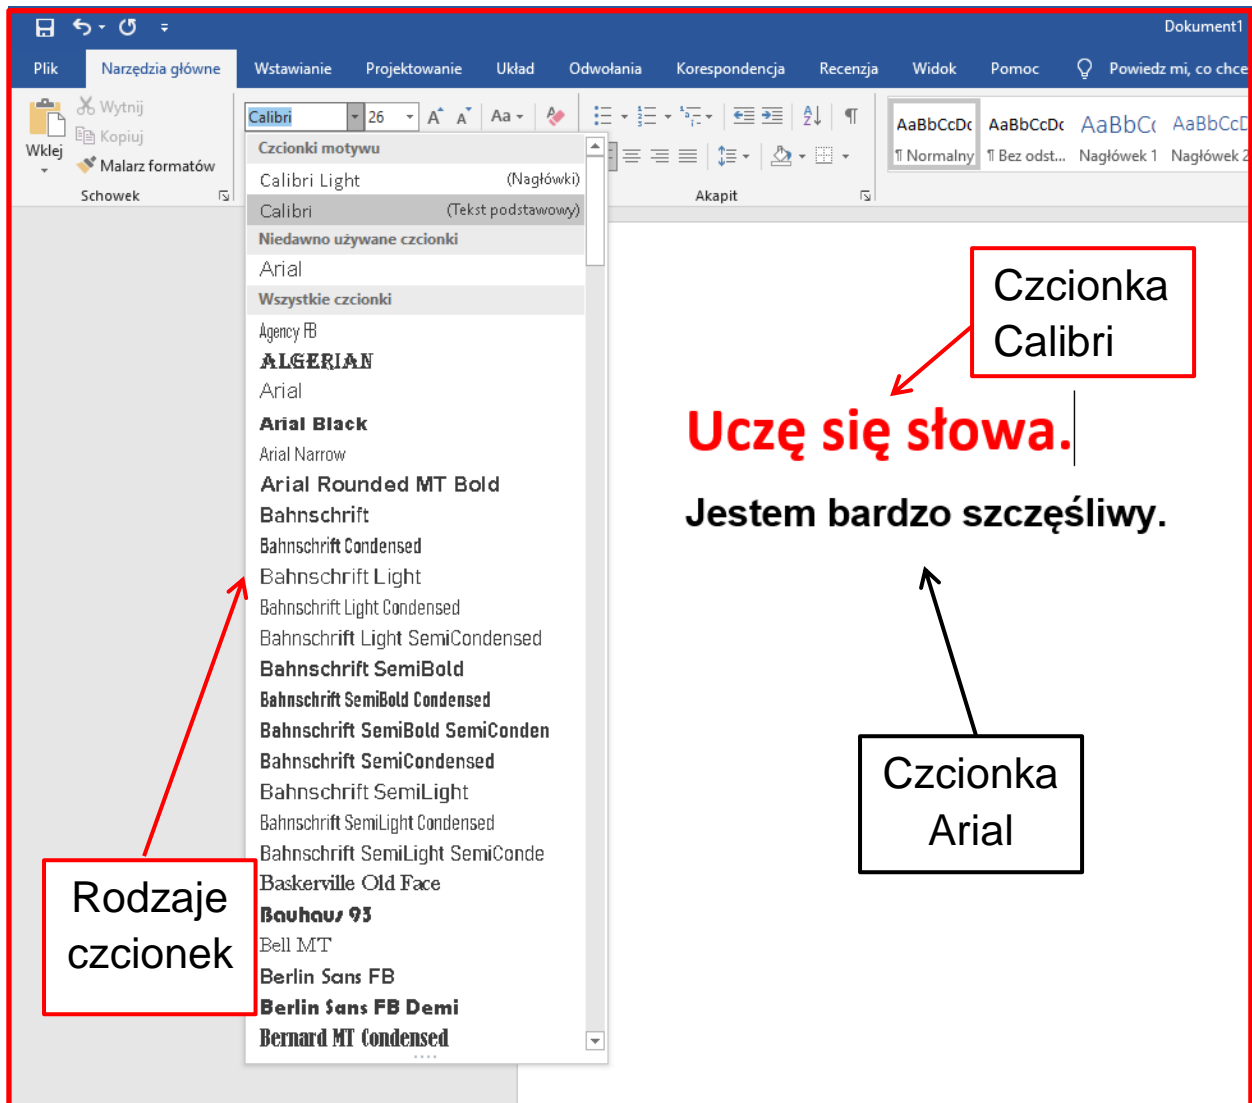 Dokument1
Plik Narzędzia główne Wstawianie Projektowanie Układ Odwołania Korespondencja Recenzja Widok Pomoc Powiedz mi, co chce
Wklej
Wytnij
Kopiuj
Malarz formatów
Schowek
Calibri 26 Aa
Akapit
AaBbCcDc AaBbCcDc AaBbCc AaBbCcD
¶ Normalny ¶ Bez odst... Nagłówek 1 Nagłówek 2
Czcionki motywu
Calibri Light (Nagłówki)
Calibri (Tekst podstawowy)
Niedawno używane czcionki
Arial
Wszystkie czcionki
Agency FB
ALGERIAN
Arial
Arial Black
Arial Narrow
Arial Rounded MT Bold
Bahnschrift
Bahnschrift Condensed
Bahnschrift Light
Bahnschrift Light Condensed
Bahnschrift Light SemiCondensed
Bahnschrift SemiBold
Bahnschrift SemiBold Condensed
Bahnschrift SemiBold SemiConden
Bahnschrift SemiCondensed
Bahnschrift SemiLight
Bahnschrift SemiLight Condensed
Bahnschrift SemiLight SemiConde
Baskerville Old Face
Bauhaus 93
Bell MT
Berlin Sans FB
Berlin Sans FB Demi
Bernard MT Condensed
Czcionka
Calibri
Uczę się słowa.
Jestem bardzo szczęśliwy.
Czcionka
Arial
Rodzaje
czcionek